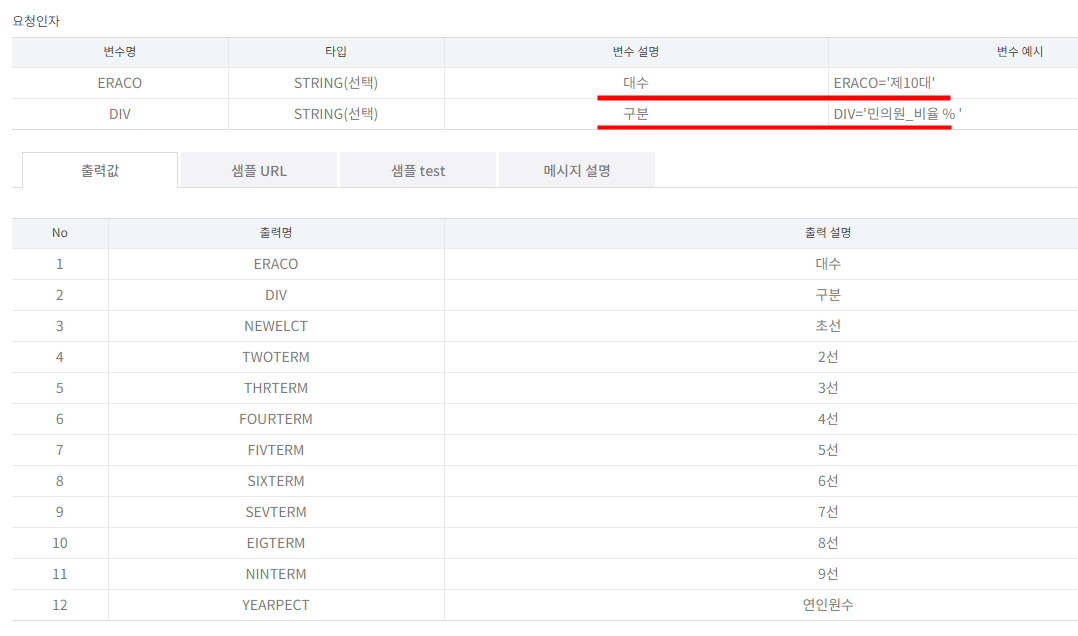 요청인자
변수명 타입 변수 설명 변수 예시
ERACO STRING(선택) 대수 ERACO='제10대'
DIV STRING(선택) 구분 DIV='민의원_비율 % '
출력값 샘플 URL 샘플 test 메시지 설명
No 출력명 출력 설명
1 ERACO 대수
2 DIV 구분
3 NEWELCT 초선
4 TWOTERM 2선
5 THRTERM 3선
6 FOURTERM 4선
7 FIVTERM 5선
8 SIXTERM 6선
9 SEVTERM 7선
10 EIGTERM 8선
11 NINTERM 9선
12 YEARPECT 연인원수